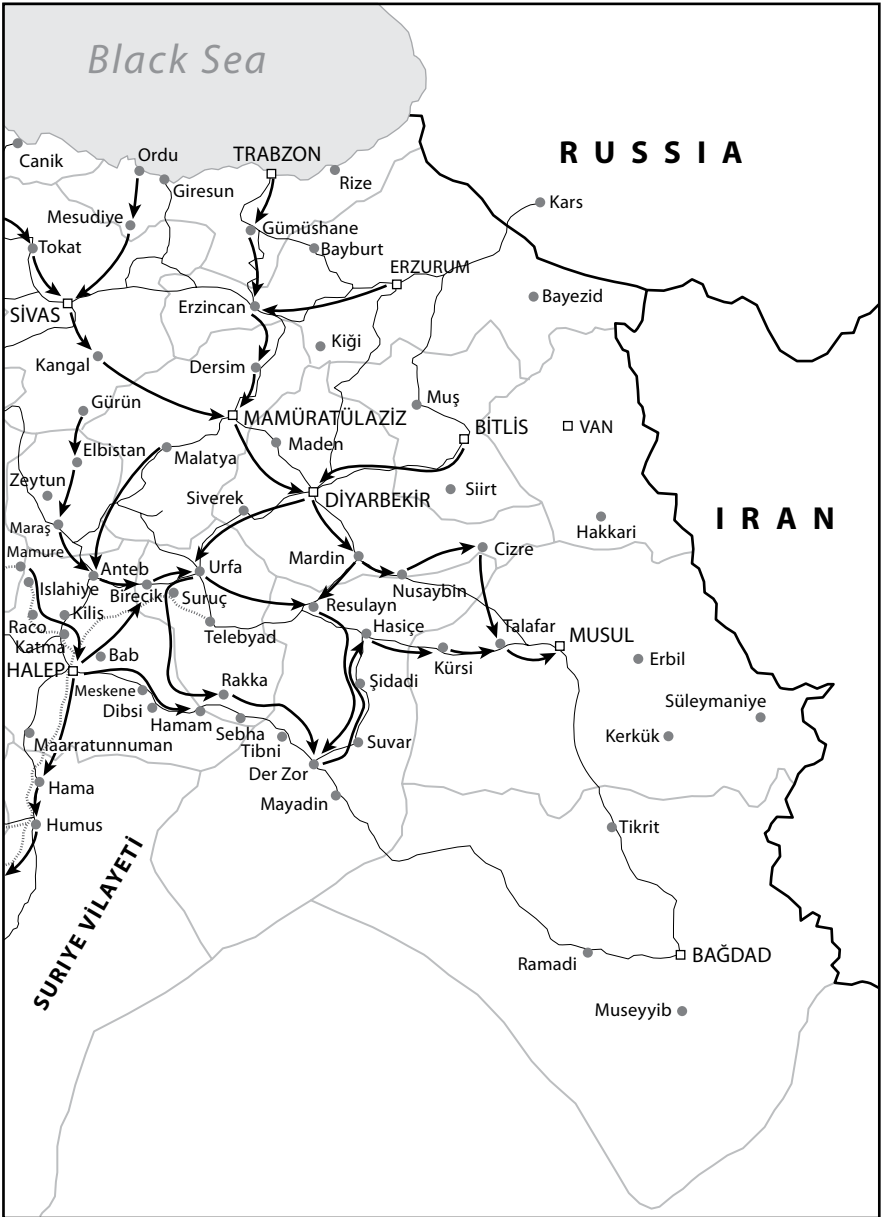 Black Sea
RUSSIA
Canik
Ordu
TRABZON
Giresun
Rize
Kars
Mesudiye
Gümüshane
Tokat
Bayburt
ERZURUM
Bayezid
SİVAS
Erzincan
Kiği
Kangal
Dersim
Gürün
MAMÜRATÜLAZİZ
Muş
BİTLİS
VAN
Elbistan
Malatya
Maden
Zeytun
Siverek
DİYARBEKİR
Siirt
Hakkari
IRAN
Maraş
Mamure
Anteb
Urfa
Mardin
Cizre
Islahiye
Birecik
Suruç
Nusaybin
Raco
Kilis
Resulayn
Katma
Telebyad
Hasiçe
Talafar
MUSUL
HALEP
Bab
Kürsi
Erbil
Meskene
Rakka
Şidadi
Dibsi
Hamam
Süleymaniye
Sebha
Maarratunnuman
Tibni
Suvar
Kerkük
Der Zor
Hama
Mayadin
Humus
Tikrit
SURIYE VİLAYETİ
Ramadi
BAĞDAD
Museyyib